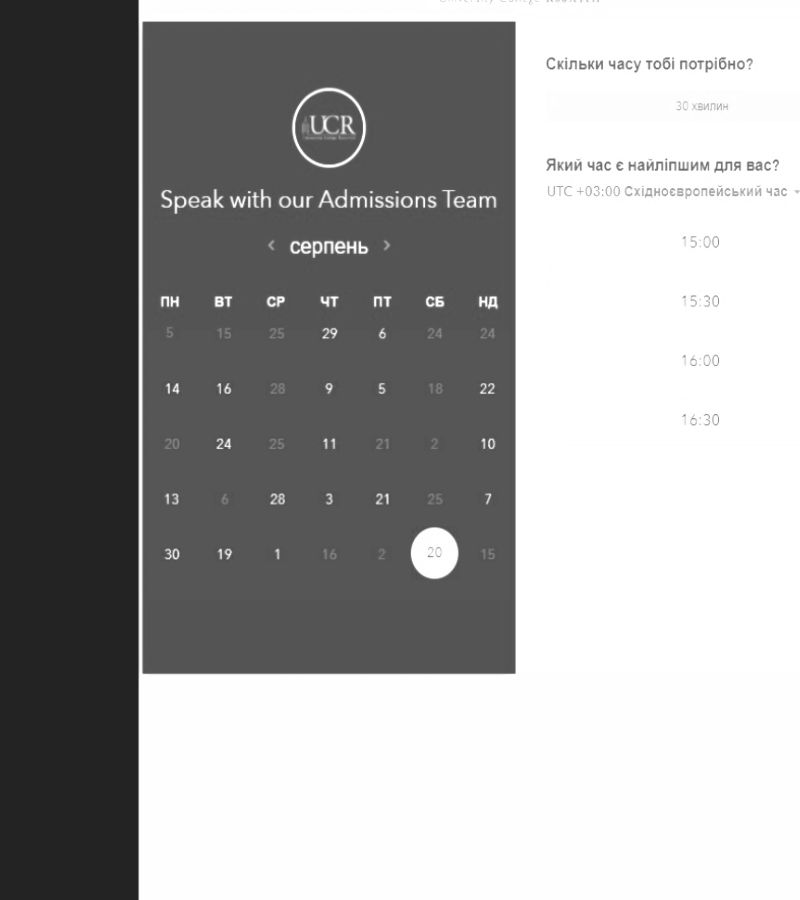 University College
UCR
Speak with our Admissions Team
‹ серпень ›
ПН ВТ СР ЧТ ПТ СБ НД
5 15 25 29 6 24 24
14 16 28 9 5 18 22
20 24 25 11 21 2 10
13 6 28 3 21 25 7
30 19 1 16 2 20 15
Скільки часу тобі потрібно?
30 хвилин
Який час є найліпшим для вас?
UTC +03:00 Східноєвропейський час
15:00
15:30
16:00
16:30